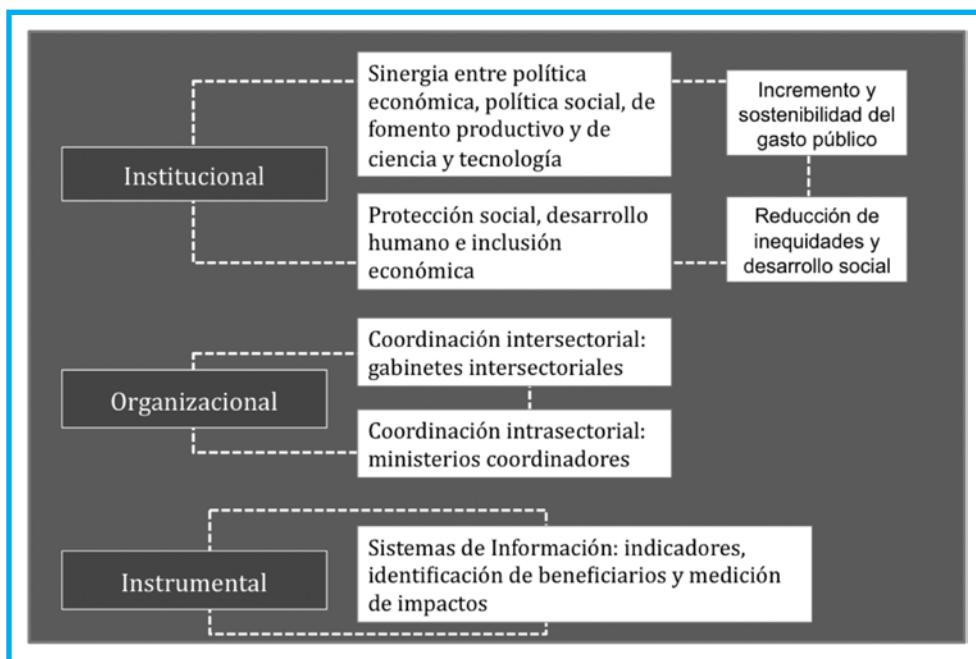 Institucional
Sinergia entre política
económica, política social, de
fomento productivo y de
ciencia y tecnología
Incremento y
sostenibilidad del
gasto público
Protección social, desarrollo
humano e inclusión
económica
Reducción de
inequidades y
desarrollo social
Organizacional
Coordinación intersectorial:
gabinetes intersectoriales
Coordinación intrasectorial:
ministerios coordinadores
Instrumental
Sistemas de Información: indicadores,
identificación de beneficiarios y medición
de impactos